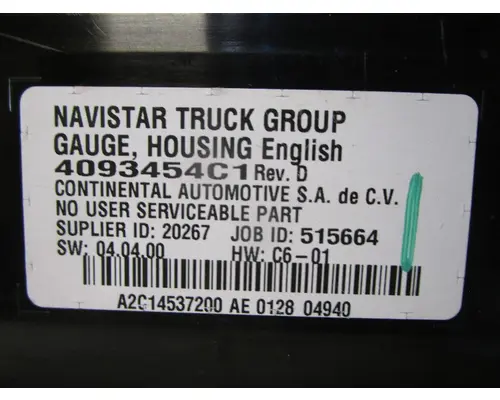 NAVISTAR TRUCK GROUP
GAUGE, HOUSING English
4093454C1 Rev. D
CONTINENTAL AUTOMOTIVE S.A. de C.V.
NO USER SERVICEABLE PART
SUPLIER ID: 20267 JOB ID: 515664
SW: 04.04.00 HW: C6-01
A2C14537200 AE 0128 04940